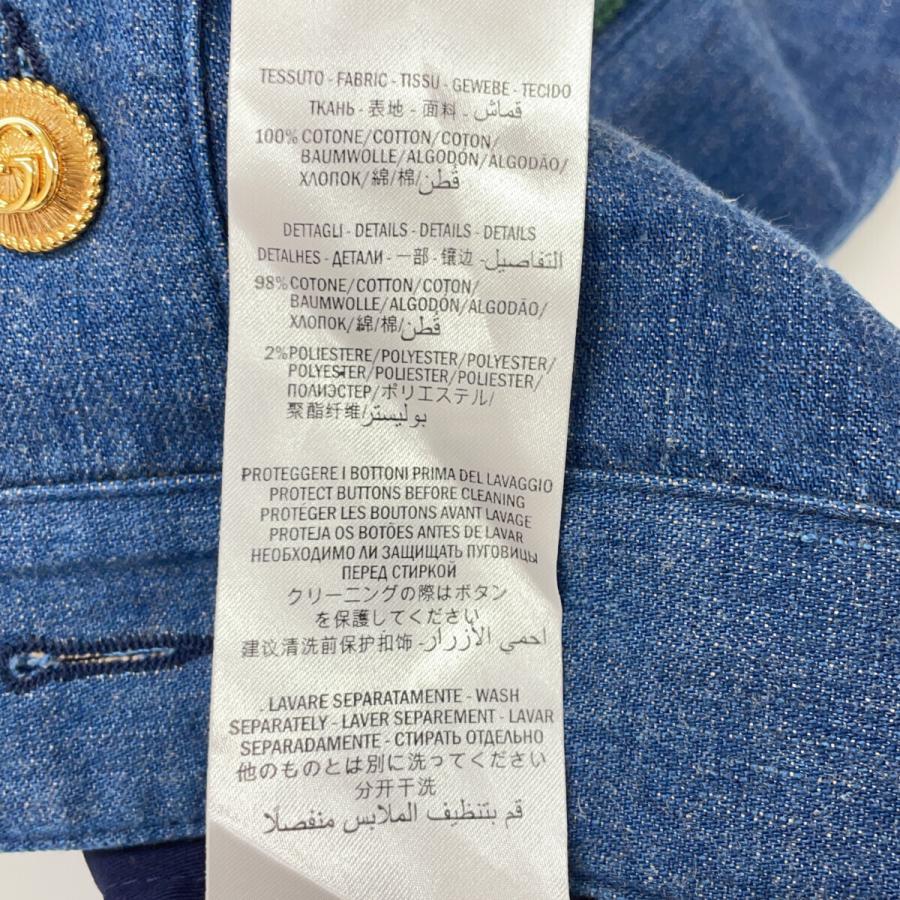 TESSUTO - FABRIC - TISSU - GEWEBE - TECIDO
ТКАНЬ - 表地 - 面料 - قماش
100% COTONE/COTTON/COTON/
BAUMWOLLE/ALGODÓN/ALGODÃO/
ХЛОПОК/綿/棉/قطن
DETTAGLI - DETAILS - DETAILS - DETAILS
DETALHES - ДЕТАЛИ - 一部 - 镶边 - التفاصيل
98% COTONE/COTTON/COTON/
BAUMWOLLE/ALGODÓN/ALGODÃO/
ХЛОПОК/綿/棉/قطن
2% POLIESTERE/POLYESTER/POLYESTER/
POLYESTER/POLIESTER/POLIESTER/
ПОЛИЭСТЕР/ポリエステル/
聚酯纤维/بوليستر
PROTEGGERE I BOTTONI PRIMA DEL LAVAGGIO
PROTECT BUTTONS BEFORE CLEANING
PROTÉGER LES BOUTONS AVANT LAVAGE
PROTEJA OS BOTÕES ANTES DE LAVAR
НЕОБХОДИМО ЛИ ЗАЩИЩАТЬ ПУГОВИЦЫ
ПЕРЕД СТИРКОЙ
クリーニングの際はボタン
を保護してください
建议清洗前保护扣饰 - احمي الأزرار
LAVARE SEPARATAMENTE - WASH
SEPARATELY - LAVER SEPAREMENT - LAVAR
SEPARADAMENTE - СТИРАТЬ ОТДЕЛЬНО
他のものとは別に洗ってください
分开干洗
قم بتنظيف الملابس منفصلًا